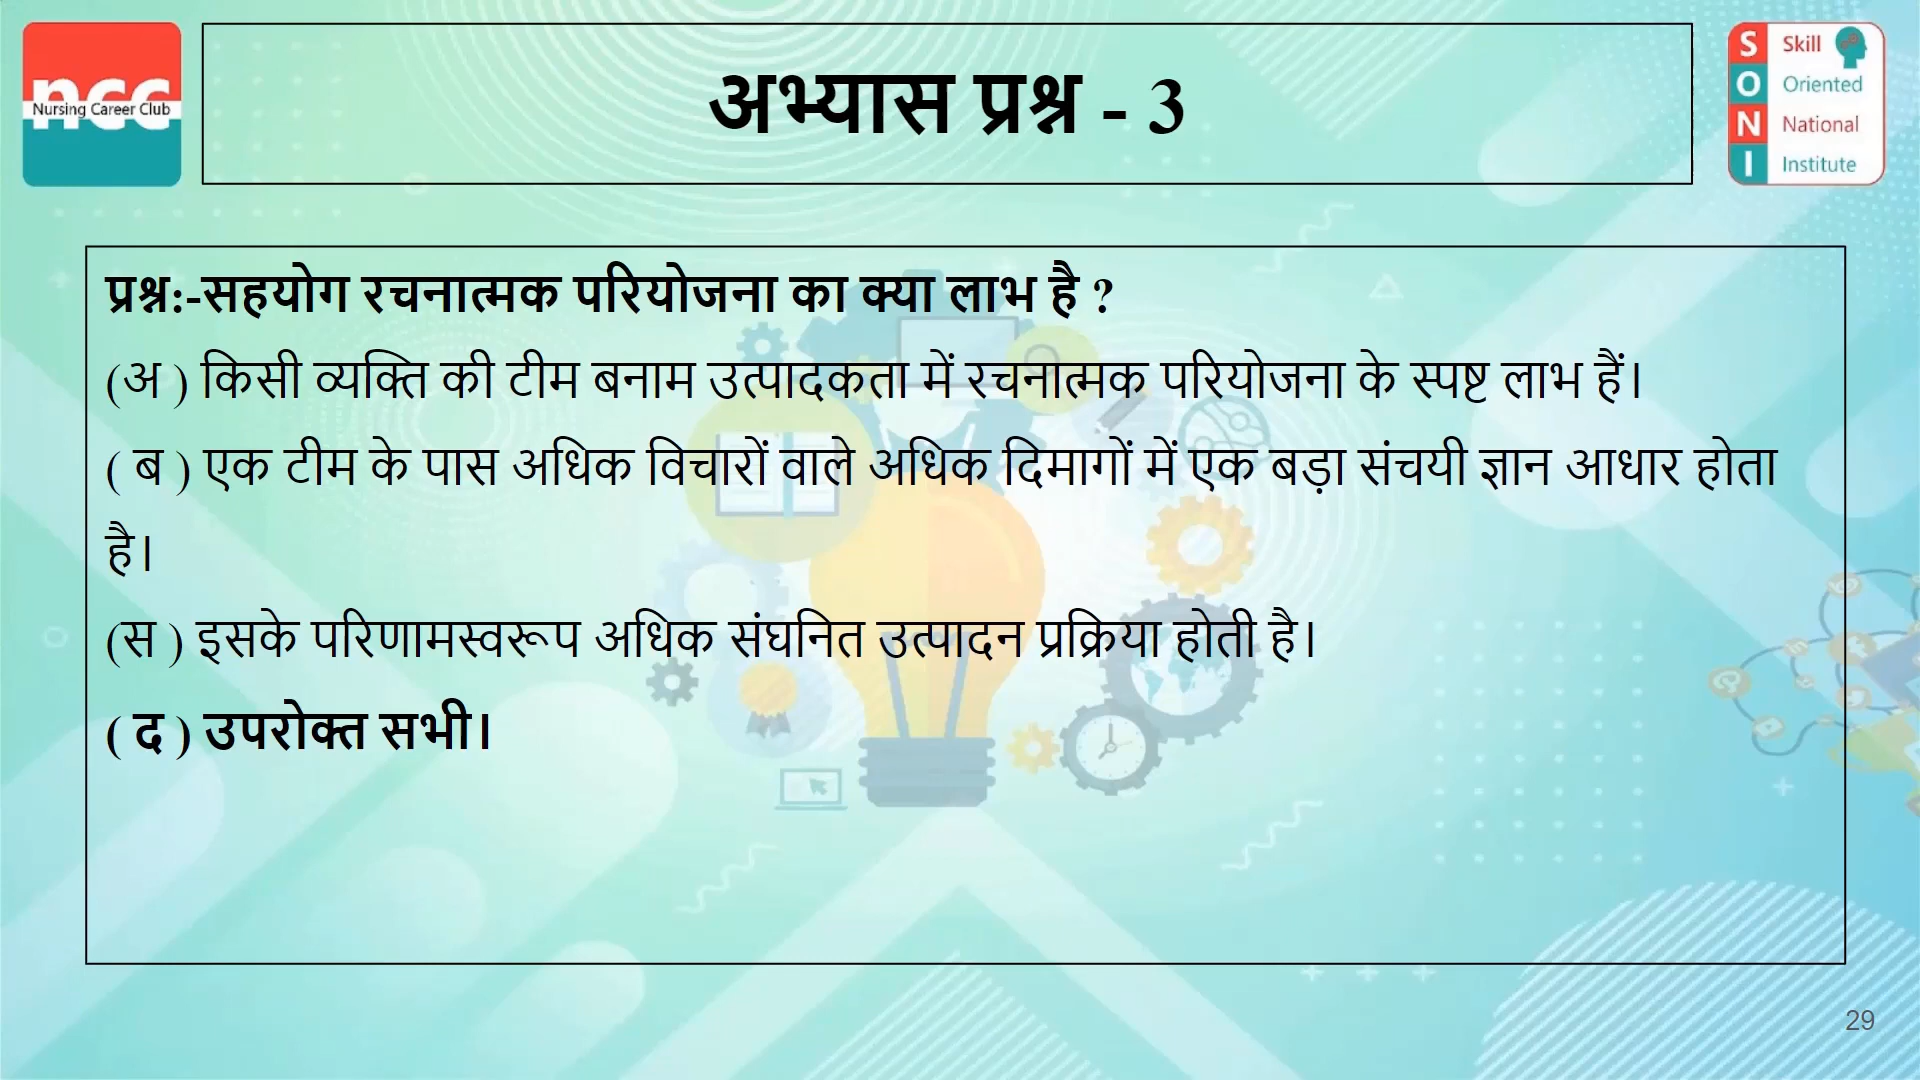 ncc
Nursing Career Club
अभ्यास प्रश्न - 3
S Skill
O Oriented
N National
I Institute
प्रश्न:-सहयोग रचनात्मक परियोजना का क्या लाभ है ?
(अ ) किसी व्यक्ति की टीम बनाम उत्पादकता में रचनात्मक परियोजना के स्पष्ट लाभ हैं।
( ब ) एक टीम के पास अधिक विचारों वाले अधिक दिमागों में एक बड़ा संचयी ज्ञान आधार होता
है।
(स ) इसके परिणामस्वरूप अधिक संघनित उत्पादन प्रक्रिया होती है।
( द ) उपरोक्त सभी।
29